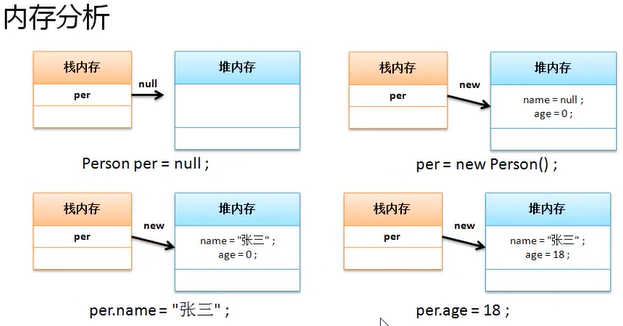 内存分析
栈内存
null
堆内存
per
Person per = null ;
栈内存
new
堆内存
per
name = null ;
age = 0 ;
per = new Person() ;
栈内存
new
堆内存
per
name = "张三" ;
age = 0 ;
per.name = "张三" ;
栈内存
new
堆内存
per
name = "张三" ;
age = 18 ;
per.age = 18 ;